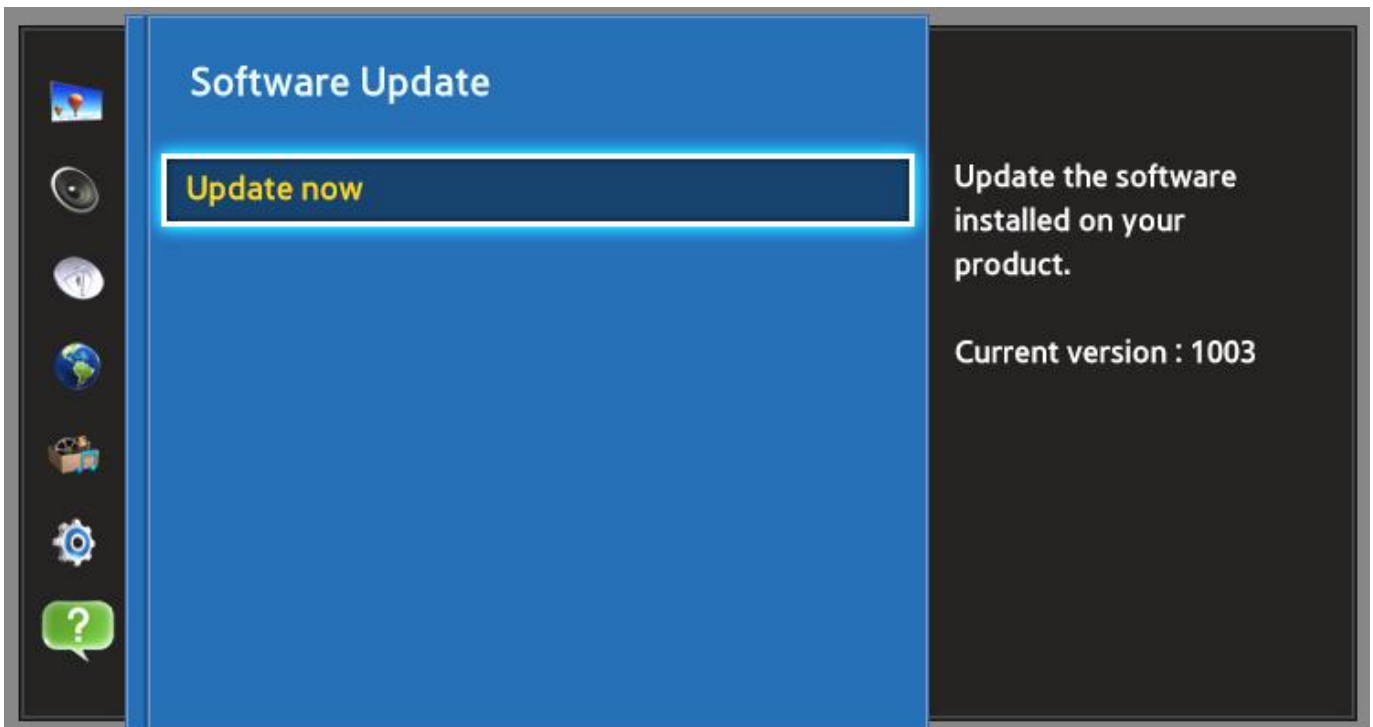 Software Update
Update now
Update the software
installed on your
product.
Current version : 1003
?